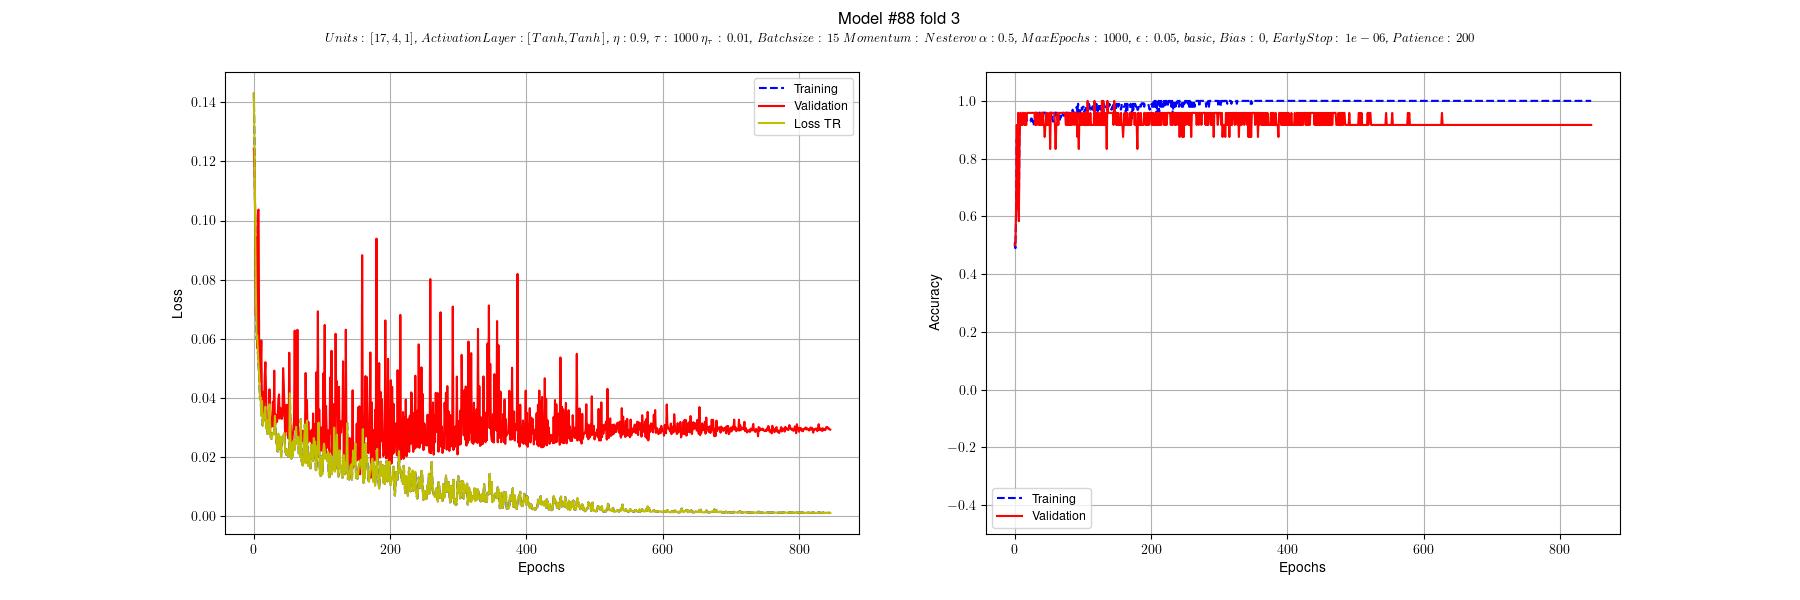 Model #88 fold 3
Units : [17, 4, 1], ActivationLayer : [Tanh, Tanh], η : 0.9, τ : 1000 ητ : 0.01, Batchsize : 15 Momentum : Nesterov α : 0.5, MaxEpochs : 1000, ϵ : 0.05, basic, Bias : 0, EarlyStop : 1e − 06, Patience : 200
Training
Validation
Loss TR
0.14
0.12
0.10
0.08
0.06
0.04
0.02
0.00
Loss
0
200
400
600
800
Epochs
1.0
0.8
0.6
0.4
0.2
0.0
−0.2
−0.4
Accuracy
Training
Validation
0
200
400
600
800
Epochs